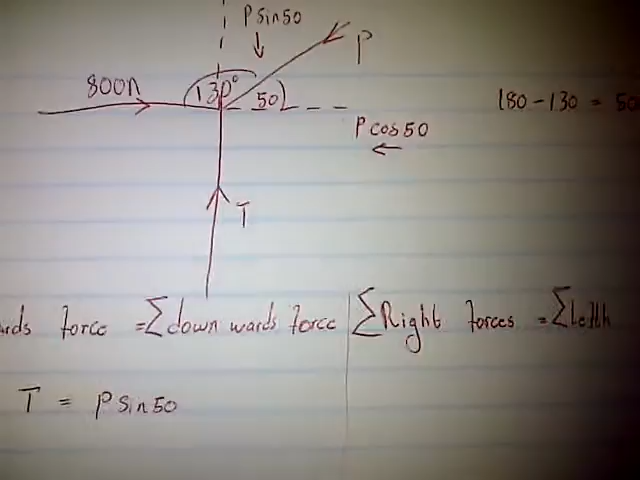 P sin 50
P
800n
130°
50
180 - 130 = 50
P cos 50
T
force = Σ down wards force
Σ Right forces = Σ
T = P sin 50